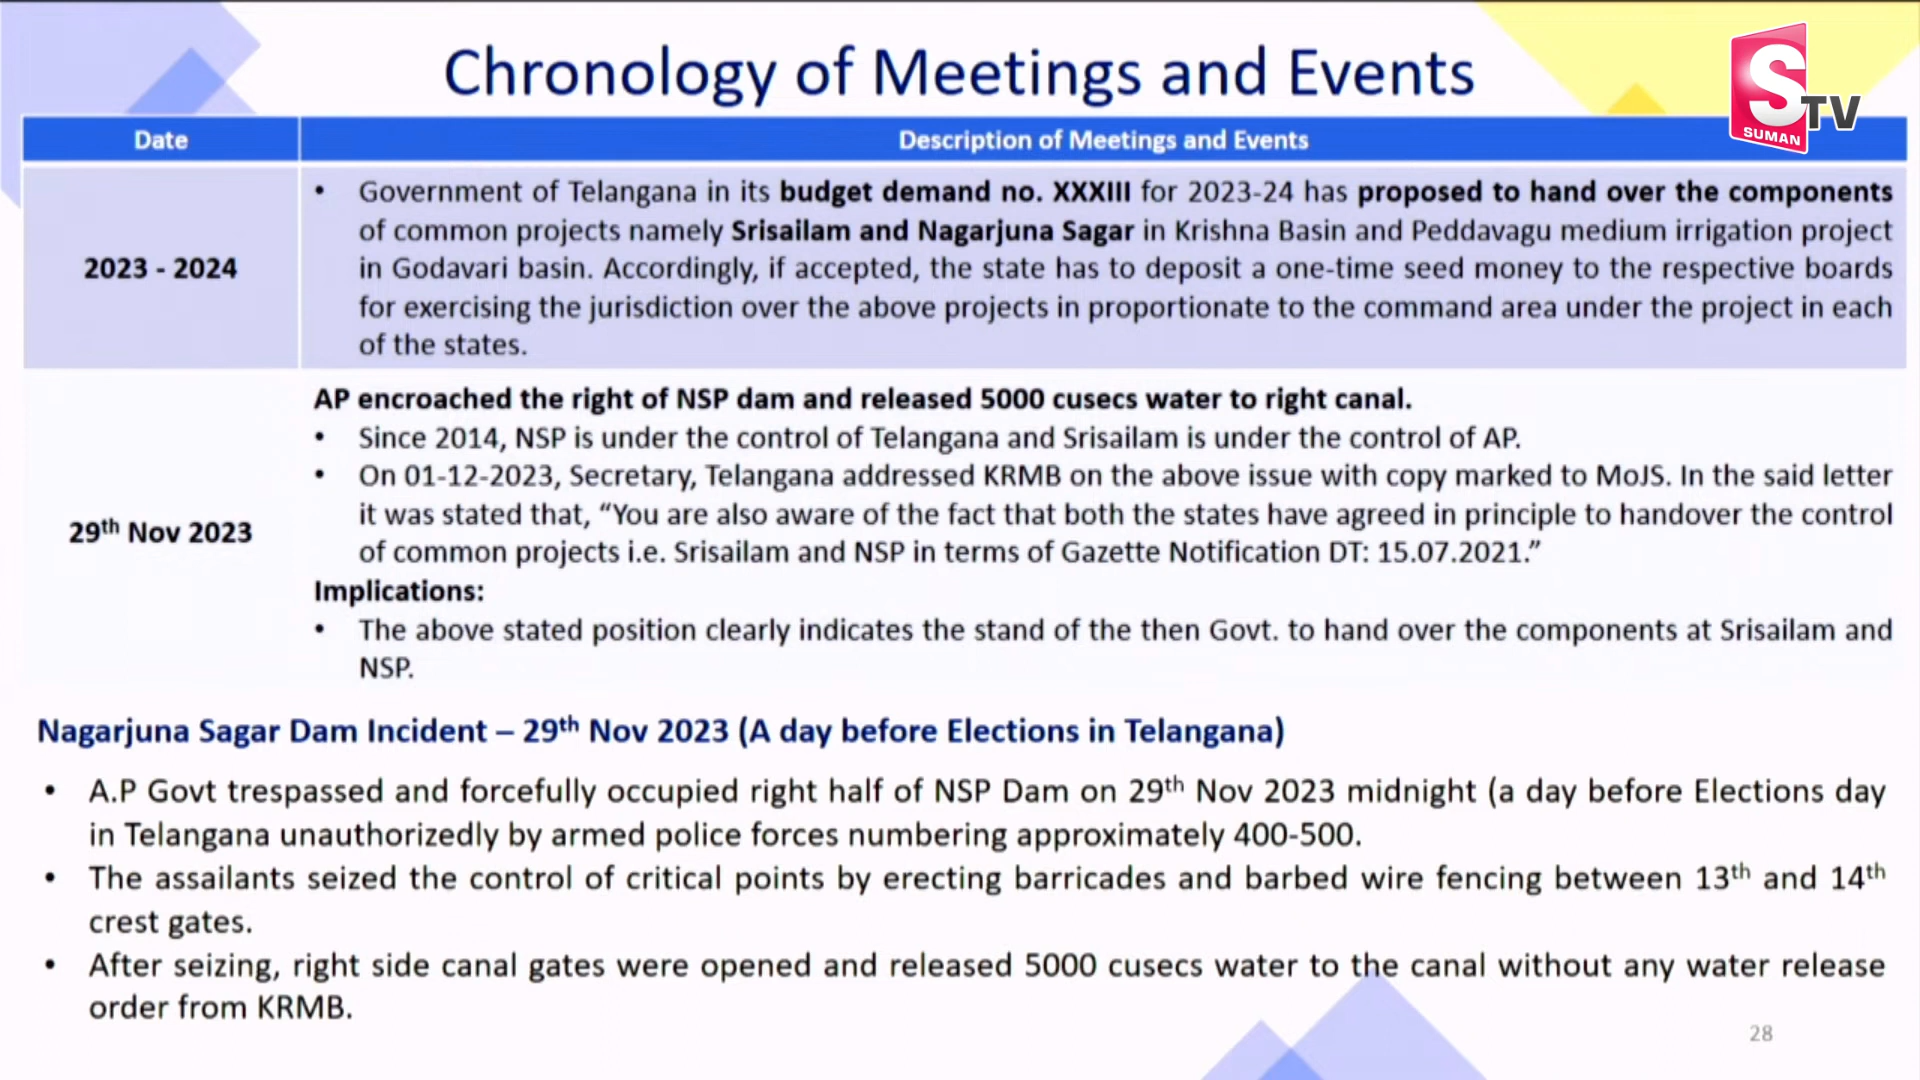 Chronology of Meetings and Events
S
TV
SUMAN
Date
Description of Meetings and Events
2023 - 2024
• Government of Telangana in its budget demand no. XXXIII for 2023-24 has proposed to hand over the components
of common projects namely Srisailam and Nagarjuna Sagar in Krishna Basin and Peddavagu medium irrigation project
in Godavari basin. Accordingly, if accepted, the state has to deposit a one-time seed money to the respective boards
for exercising the jurisdiction over the above projects in proportionate to the command area under the project in each
of the states.
29th Nov 2023
AP encroached the right of NSP dam and released 5000 cusecs water to right canal.
• Since 2014, NSP is under the control of Telangana and Srisailam is under the control of AP.
• On 01-12-2023, Secretary, Telangana addressed KRMB on the above issue with copy marked to MoJS. In the said letter
it was stated that, “You are also aware of the fact that both the states have agreed in principle to handover the control
of common projects i.e. Srisailam and NSP in terms of Gazette Notification DT: 15.07.2021.”
Implications:
• The above stated position clearly indicates the stand of the then Govt. to hand over the components at Srisailam and
NSP.
Nagarjuna Sagar Dam Incident – 29th Nov 2023 (A day before Elections in Telangana)
• A.P Govt trespassed and forcefully occupied right half of NSP Dam on 29th Nov 2023 midnight (a day before Elections day
in Telangana unauthorizedly by armed police forces numbering approximately 400-500.
• The assailants seized the control of critical points by erecting barricades and barbed wire fencing between 13th and 14th
crest gates.
• After seizing, right side canal gates were opened and released 5000 cusecs water to the canal without any water release
order from KRMB.
28